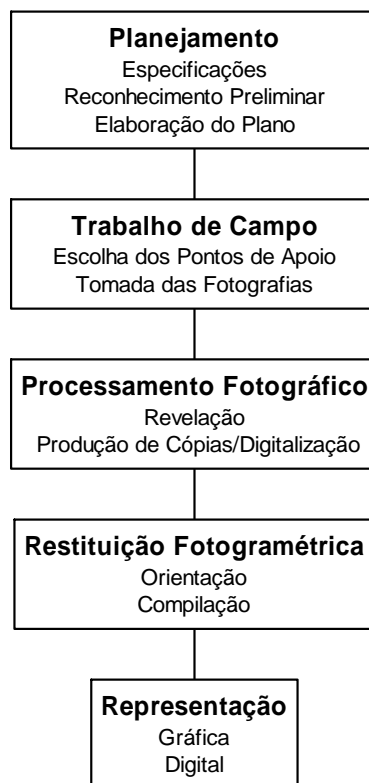 Planejamento
Especificações
Reconhecimento Preliminar
Elaboração do Plano
Trabalho de Campo
Escolha dos Pontos de Apoio
Tomada das Fotografias
Processamento Fotográfico
Revelação
Produção de Cópias/Digitalização
Restituição Fotogramétrica
Orientação
Compilação
Representação
Gráfica
Digital